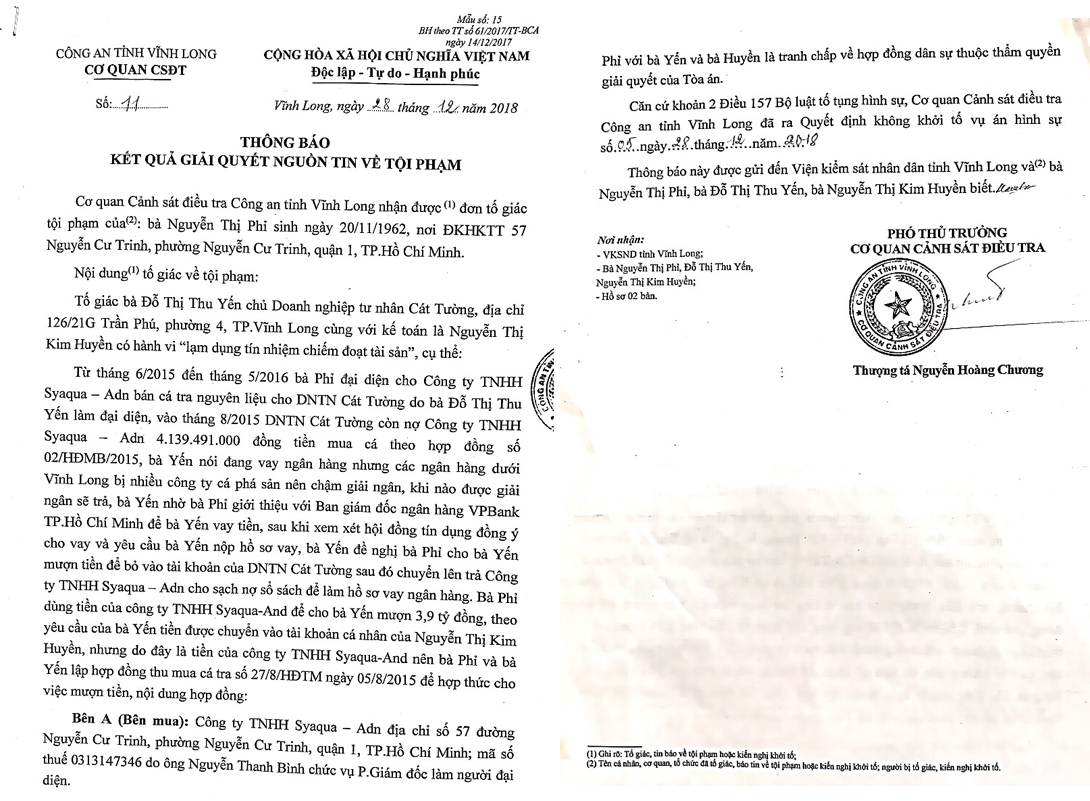 Mẫu số: 15
BH theo TT số 61/2017/TT-BCA
ngày 14/12/2017
CÔNG AN TỈNH VĨNH LONG
CƠ QUAN CSĐT
CỘNG HÒA XÃ HỘI CHỦ NGHĨA VIỆT NAM
Độc lập - Tự do - Hạnh phúc
Số: 11
Vĩnh Long, ngày 28 tháng 12 năm 2018
THÔNG BÁO
KẾT QUẢ GIẢI QUYẾT NGUỒN TIN VỀ TỘI PHẠM
Cơ quan Cảnh sát điều tra Công an tỉnh Vĩnh Long nhận được (1) đơn tố giác
tội phạm của(2): bà Nguyễn Thị Phi sinh ngày 20/11/1962, nơi ĐKHKTT 57
Nguyễn Cư Trinh, phường Nguyễn Cư Trinh, quận 1, TP.Hồ Chí Minh.
Nội dung(1) tố giác về tội phạm:
Tố giác bà Đỗ Thị Thu Yến chủ Doanh nghiệp tư nhân Cát Tường, địa chỉ
126/21G Trần Phú, phường 4, TP.Vĩnh Long cùng với kế toán là Nguyễn Thị
Kim Huyền có hành vi “lạm dụng tín nhiệm chiếm đoạt tài sản”, cụ thể:
Từ tháng 6/2015 đến tháng 5/2016 bà Phi đại diện cho Công ty TNHH
Syaqua – Adn bán cá tra nguyên liệu cho DNTN Cát Tường do bà Đỗ Thị Thu
Yến làm đại diện, vào tháng 8/2015 DNTN Cát Tường còn nợ Công ty TNHH
Syaqua – Adn 4.139.491.000 đồng tiền mua cá theo hợp đồng số
02/HĐMB/2015, bà Yến nói đang vay ngân hàng nhưng các ngân hàng dưới
Vĩnh Long bị nhiều công ty cá phá sản nên chậm giải ngân, khi nào được giải
ngân sẽ trả, bà Yến nhờ bà Phi giới thiệu với Ban giám đốc ngân hàng VPBank
TP.Hồ Chí Minh để bà Yến vay tiền, sau khi xem xét hội đồng tín dụng đồng ý
cho vay và yêu cầu bà Yến nộp hồ sơ vay, bà Yến đề nghị bà Phi cho bà Yến
mượn tiền để bỏ vào tài khoản của DNTN Cát Tường sau đó chuyển lên trả Công
ty TNHH Syaqua – Adn cho sạch nợ sổ sách để làm hồ sơ vay ngân hàng. Bà Phi
dùng tiền của công ty TNHH Syaqua-And để cho bà Yến mượn 3,9 tỷ đồng, theo
yêu cầu của bà Yến tiền được chuyển vào tài khoản cá nhân của Nguyễn Thị Kim
Huyền, nhưng do đây là tiền của công ty TNHH Syaqua-And nên bà Phi và bà
Yến lập hợp đồng thu mua cá tra số 27/8/HĐTM ngày 05/8/2015 để hợp thức cho
việc mượn tiền, nội dung hợp đồng:
Bên A (Bên mua): Công ty TNHH Syaqua – Adn địa chỉ số 57 đường
Nguyễn Cư Trinh, phường Nguyễn Cư Trinh, quận 1, TP.Hồ Chí Minh; mã số
thuế 0313147346 do ông Nguyễn Thanh Bình chức vụ P.Giám đốc làm người đại
diện.
CÔNG AN TỈNH
Phi với bà Yến và bà Huyền là tranh chấp về hợp đồng dân sự thuộc thẩm quyền
giải quyết của Tòa án.
Căn cứ khoản 2 Điều 157 Bộ luật tố tụng hình sự, Cơ quan Cảnh sát điều tra
Công an tỉnh Vĩnh Long đã ra Quyết định không khởi tố vụ án hình sự
số 05 ngày 28 tháng 12 năm 2018
Thông báo này được gửi đến Viện kiểm sát nhân dân tỉnh Vĩnh Long và(2) bà
Nguyễn Thị Phi, bà Đỗ Thị Thu Yến, bà Nguyễn Thị Kim Huyền biết.
Nơi nhận:
- VKSND tỉnh Vĩnh Long;
- Bà Nguyễn Thị Phi, Đỗ Thị Thu Yến,
Nguyễn Thị Kim Huyền;
- Hồ sơ 02 bản.
PHÓ THỦ TRƯỞNG
CƠ QUAN CẢNH SÁT ĐIỀU TRA
CÔNG AN TỈNH VĨNH LONG
CƠ QUAN CẢNH SÁT ĐIỀU TRA
Thượng tá Nguyễn Hoàng Chương
(1) Ghi rõ: Tố giác, tin báo về tội phạm hoặc kiến nghị khởi tố;
(2) Tên cá nhân, cơ quan, tổ chức đã tố giác, báo tin về tội phạm hoặc kiến nghị khởi tố; người bị tố giác, kiến nghị khởi tố.